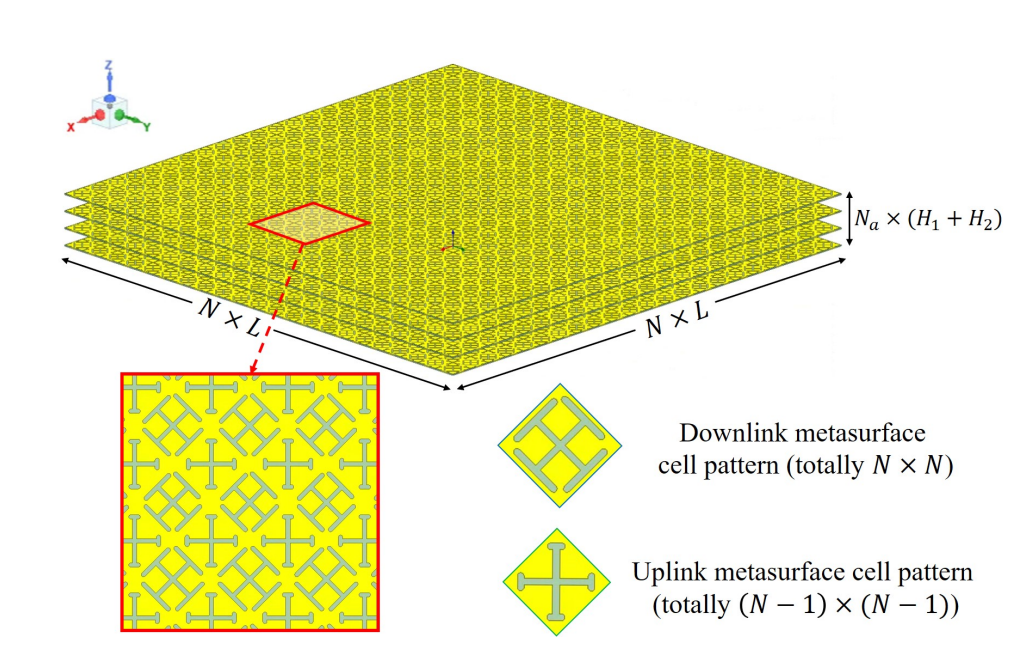 Z
X
Y
N_a × (H_1 + H_2)
N × L
N × L
Downlink metasurface
cell pattern (totally N × N)
Uplink metasurface cell pattern
(totally (N − 1) × (N − 1))